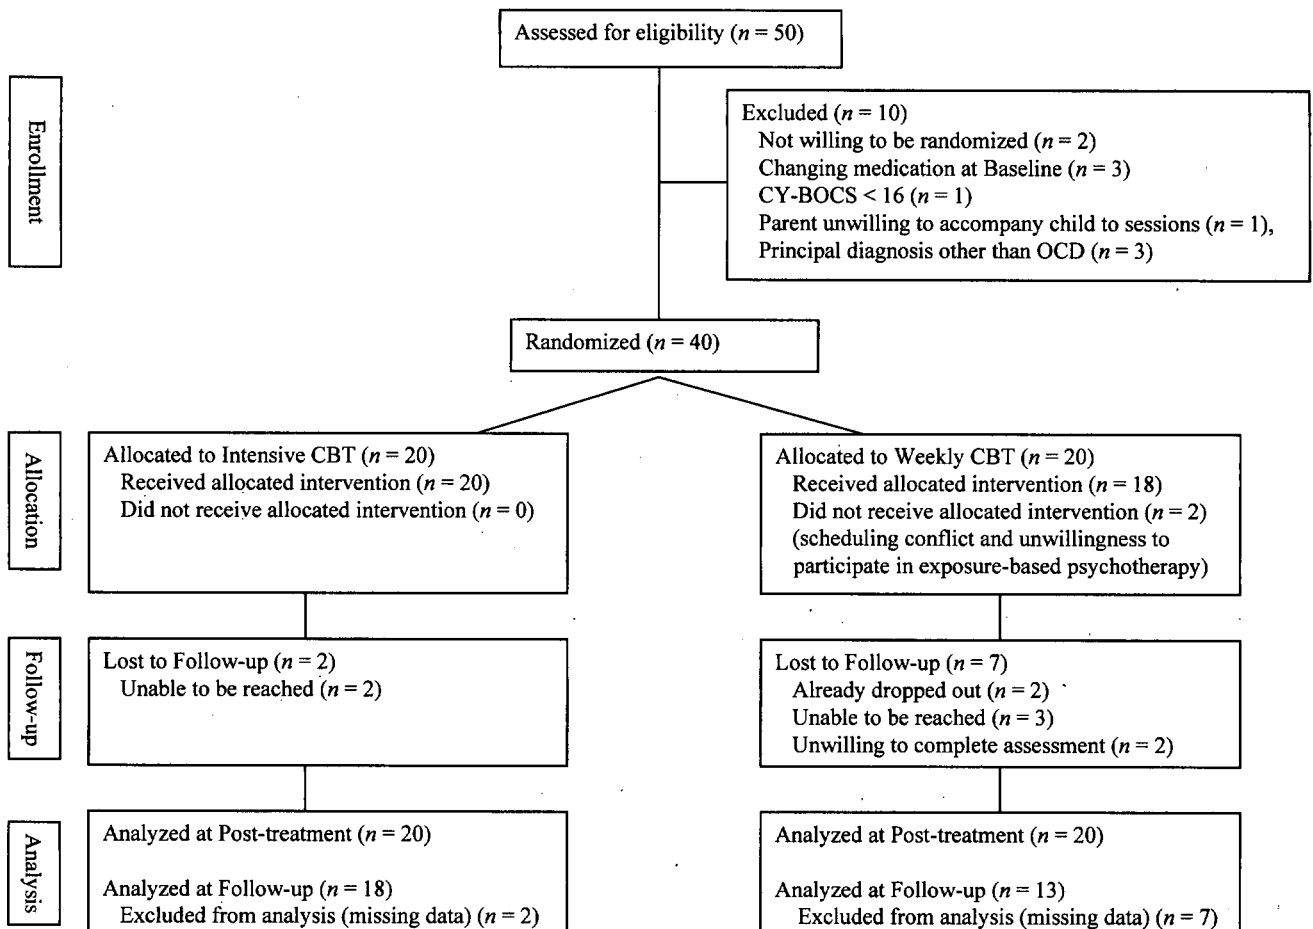 Assessed for eligibility (n = 50)
Enrollment
Excluded (n = 10)
Not willing to be randomized (n = 2)
Changing medication at Baseline (n = 3)
CY-BOCS < 16 (n = 1)
Parent unwilling to accompany child to sessions (n = 1),
Principal diagnosis other than OCD (n = 3)
Randomized (n = 40)
Allocation
Allocated to Intensive CBT (n = 20)
Received allocated intervention (n = 20)
Did not receive allocated intervention (n = 0)
Allocated to Weekly CBT (n = 20)
Received allocated intervention (n = 18)
Did not receive allocated intervention (n = 2)
(scheduling conflict and unwillingness to
participate in exposure-based psychotherapy)
Follow-up
Lost to Follow-up (n = 2)
Unable to be reached (n = 2)
Lost to Follow-up (n = 7)
Already dropped out (n = 2)
Unable to be reached (n = 3)
Unwilling to complete assessment (n = 2)
Analysis
Analyzed at Post-treatment (n = 20)
Analyzed at Follow-up (n = 18)
Excluded from analysis (missing data) (n = 2)
Analyzed at Post-treatment (n = 20)
Analyzed at Follow-up (n = 13)
Excluded from analysis (missing data) (n = 7)